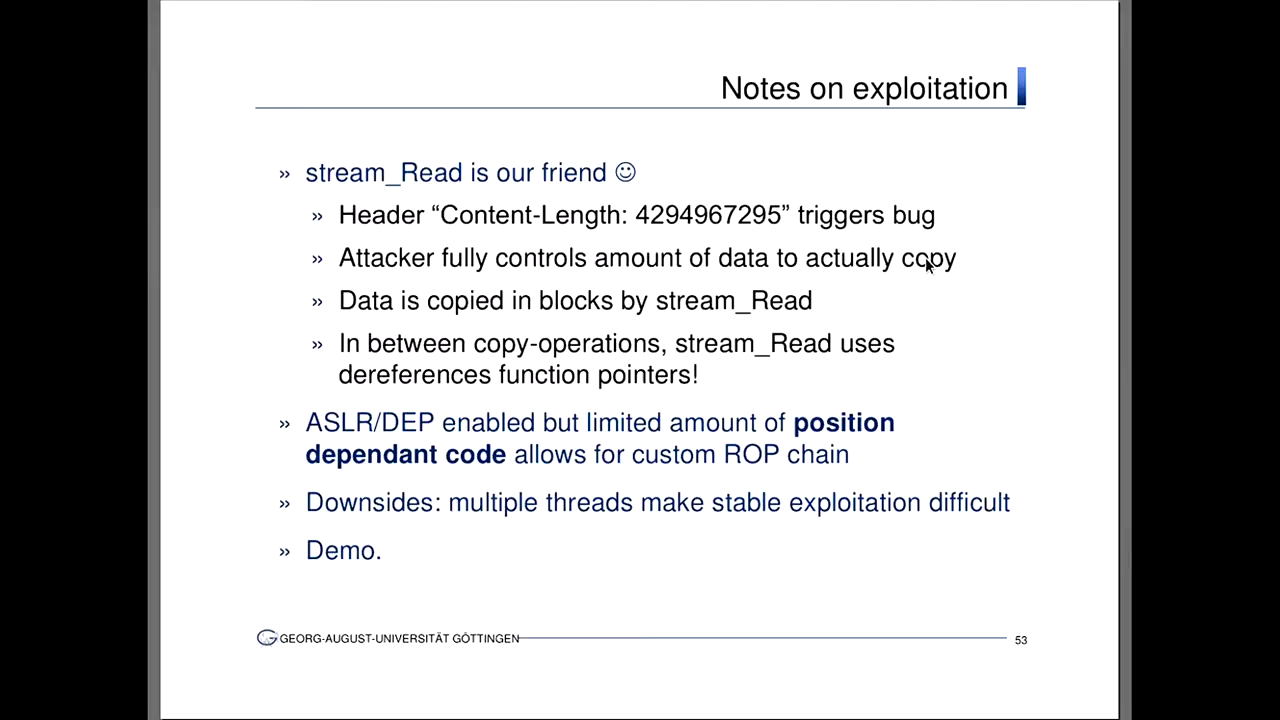 Notes on exploitation
» stream_Read is our friend ☺
» Header “Content-Length: 4294967295” triggers bug
» Attacker fully controls amount of data to actually copy
» Data is copied in blocks by stream_Read
» In between copy-operations, stream_Read uses
dereferences function pointers!
» ASLR/DEP enabled but limited amount of position
dependant code allows for custom ROP chain
» Downsides: multiple threads make stable exploitation difficult
» Demo.
GEORG-AUGUST-UNIVERSITÄT GÖTTINGEN
53